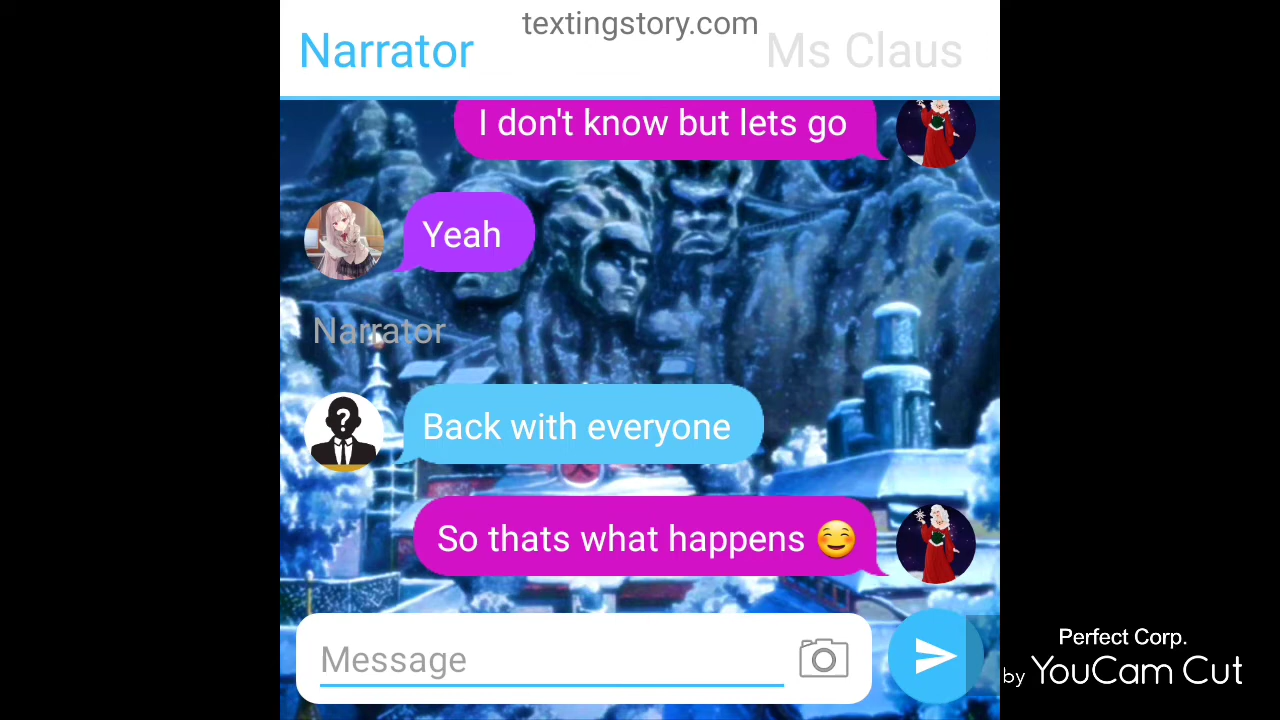 textingstory.com
Narrator
Ms Claus
I don't know but lets go
Yeah
Narrator
?
Back with everyone
火
So thats what happens 😊
Message
Perfect Corp.
by YouCam Cut